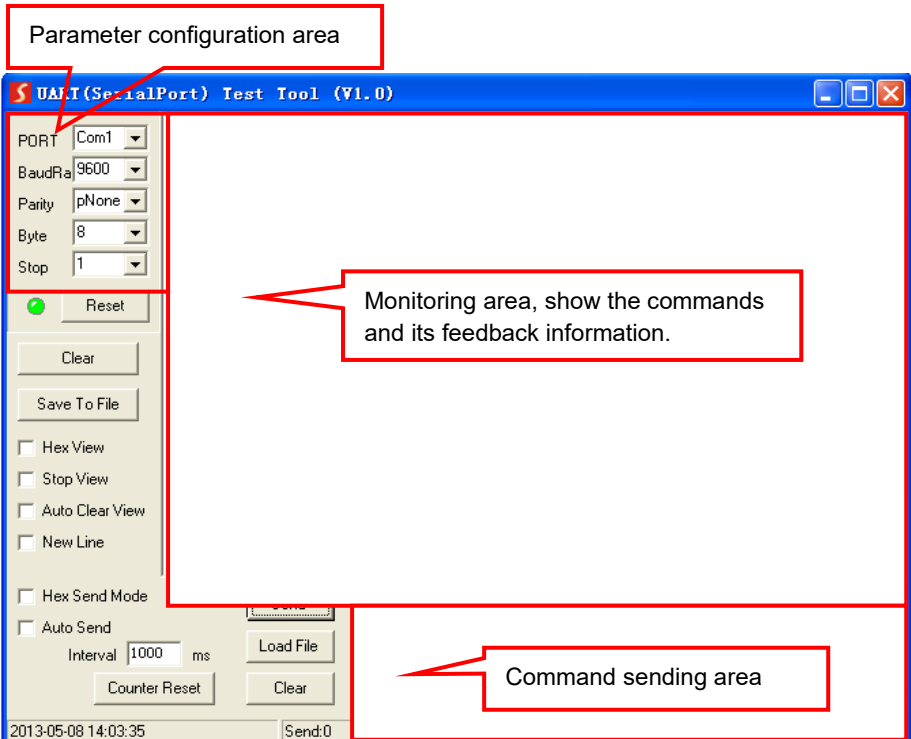 Parameter configuration area
UART(SerialPort) Test Tool (V1.0)
PORT Com1
BaudRa 9600
Parity pNone
Byte 8
Stop 1
Reset
Monitoring area, show the commands
and its feedback information.
Clear
Save To File
Hex View
Stop View
Auto Clear View
New Line
Hex Send Mode
Send
Auto Send
Interval 1000 ms
Load File
Command sending area
Counter Reset
Clear
2013-05-08 14:03:35
Send:0